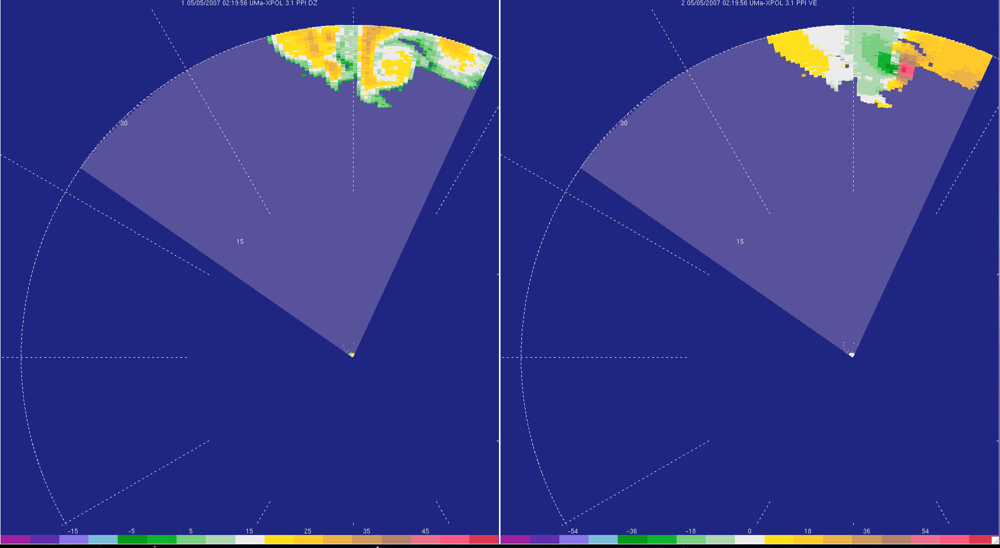 1 05/05/2007 02:19:56 UMa-XPOL 3.1 PPI DZ
2 05/05/2007 02:19:56 UMa-XPOL 3.1 PPI VE
30
30
15
15
-15 -5 5 15 25 35 45
-54 -36 -18 0 18 36 54